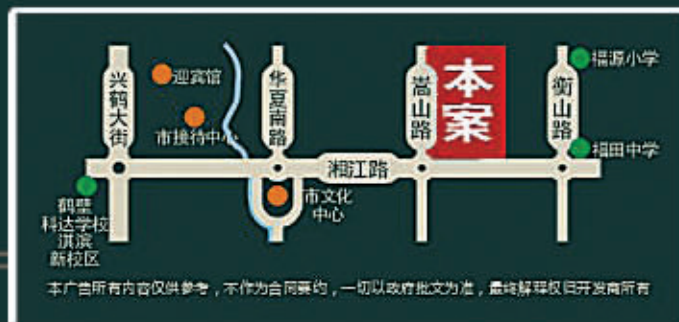 兴鹤大街
迎宾馆
市接待中心
华夏南路
嵩山路
本案
衡山路
福源小学
福田中学
湘江路
市文化
中心
鹤壁
科达学校
淇滨
新校区
本广告所有内容仅供参考，不作为合同要约，一切以政府批文为准，最终解释权归开发商所有